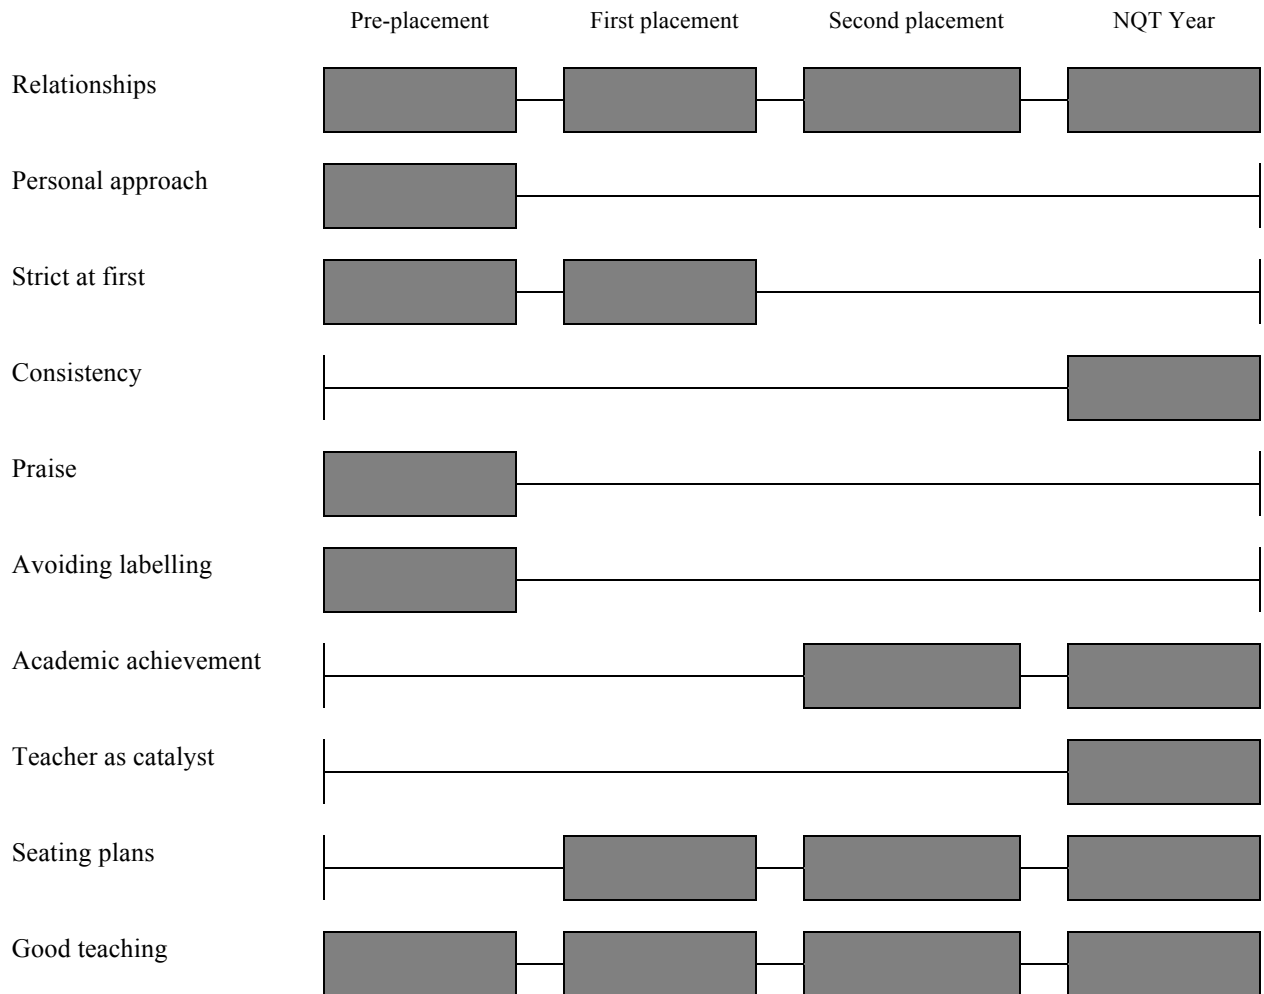 Pre-placement First placement Second placement NQT Year
Relationships
Personal approach
Strict at first
Consistency
Praise
Avoiding labelling
Academic achievement
Teacher as catalyst
Seating plans
Good teaching